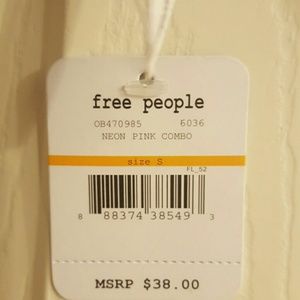 free people
OB470985 6036
NEON PINK COMBO
size S
FL_52
8 88374 38549 3
MSRP $38.00